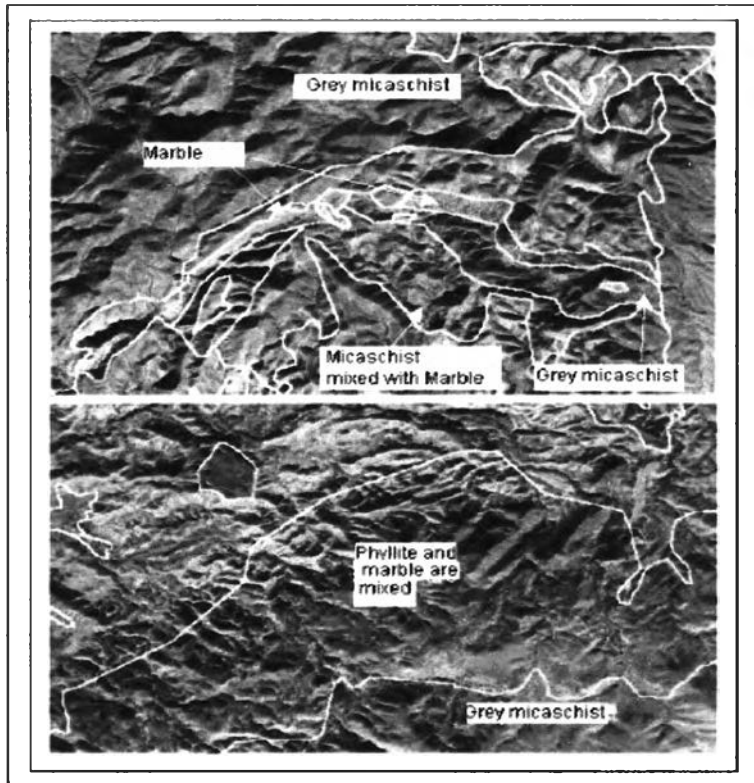 Grey micaschist
Marble
Micaschist
mixed with Marble
Grey micaschist
Phyllite and
marble are
mixed
Grey micaschist